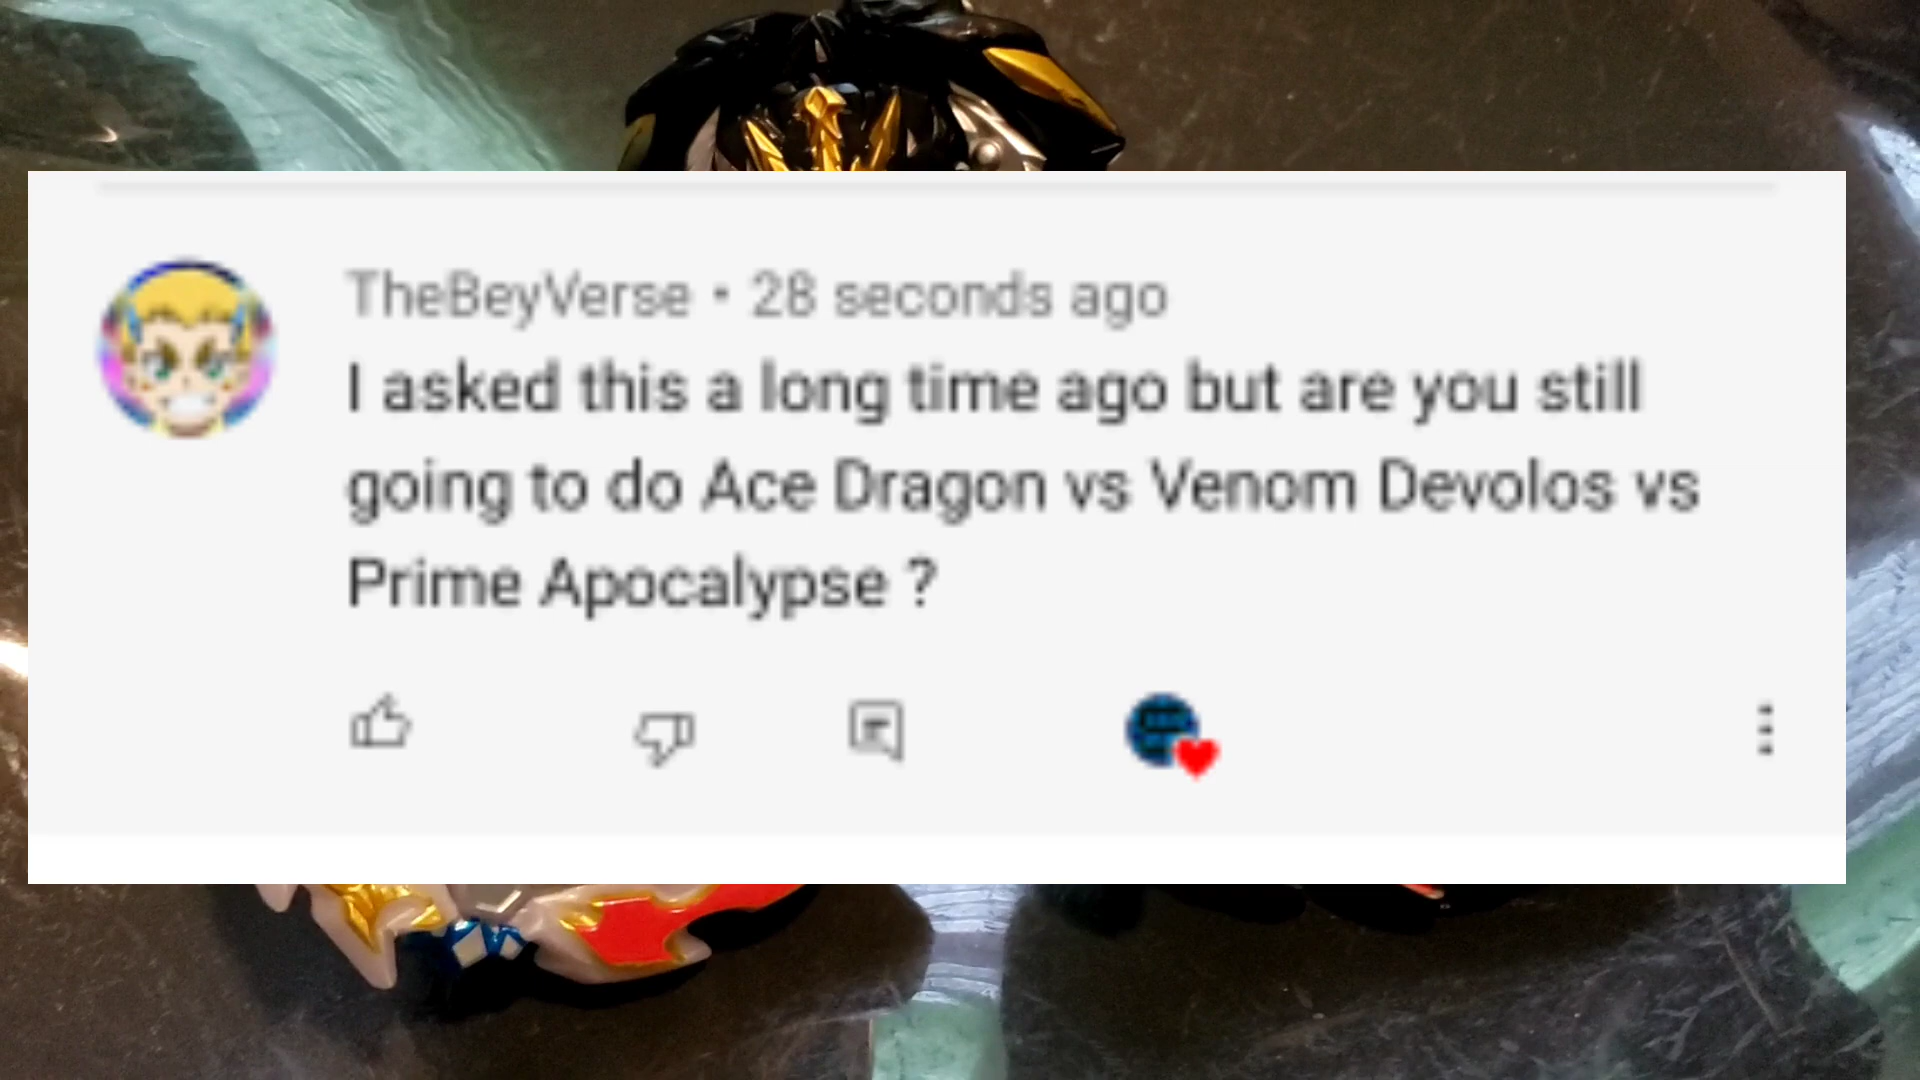 TheBeyVerse • 28 seconds ago
I asked this a long time ago but are you still
going to do Ace Dragon vs Venom Devolos vs
Prime Apocalypse ?